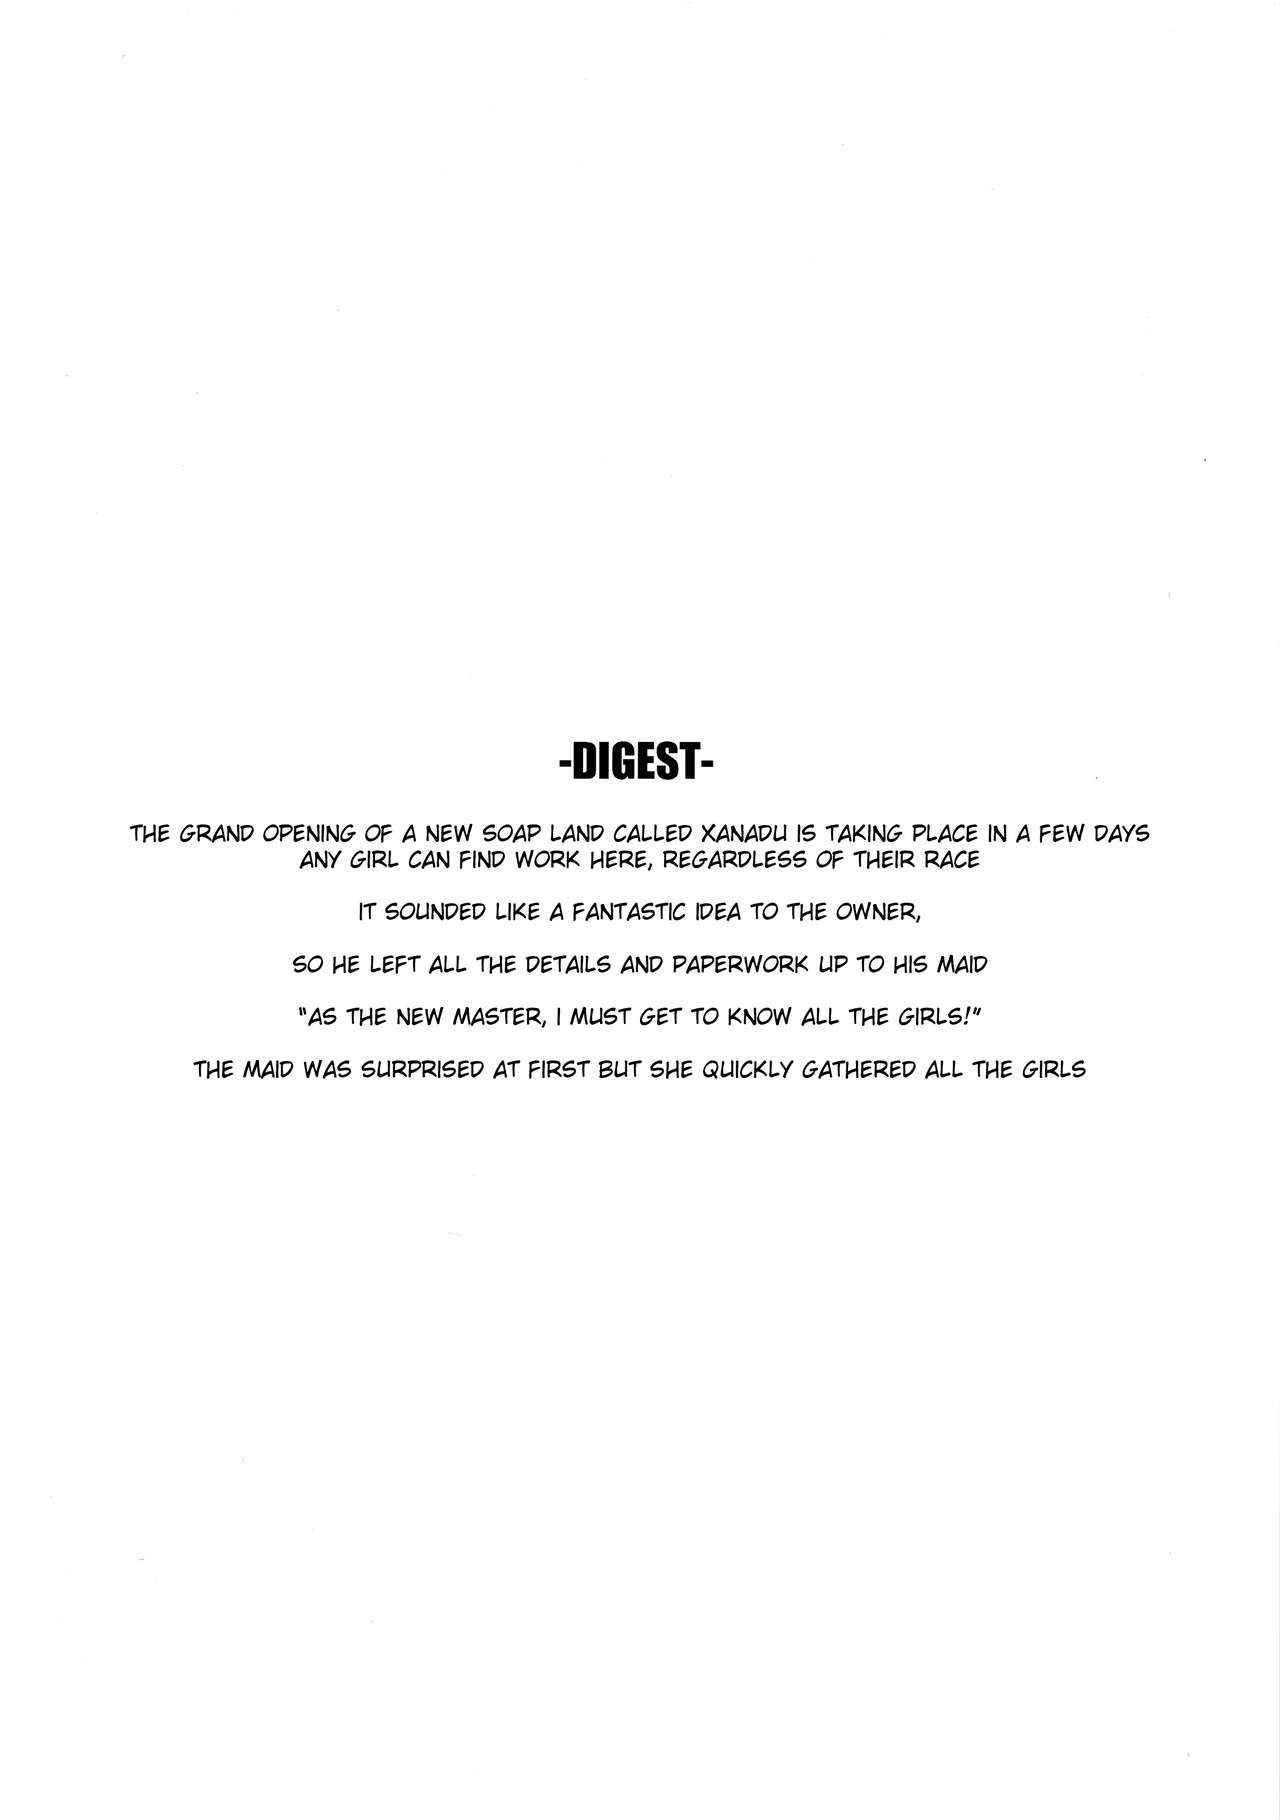 -DIGEST-
THE GRAND OPENING OF A NEW SOAP LAND CALLED XANADU IS TAKING PLACE IN A FEW DAYS
ANY GIRL CAN FIND WORK HERE, REGARDLESS OF THEIR RACE
IT SOUNDED LIKE A FANTASTIC IDEA TO THE OWNER,
SO HE LEFT ALL THE DETAILS AND PAPERWORK UP TO HIS MAID
"AS THE NEW MASTER, I MUST GET TO KNOW ALL THE GIRLS!"
THE MAID WAS SURPRISED AT FIRST BUT SHE QUICKLY GATHERED ALL THE GIRLS